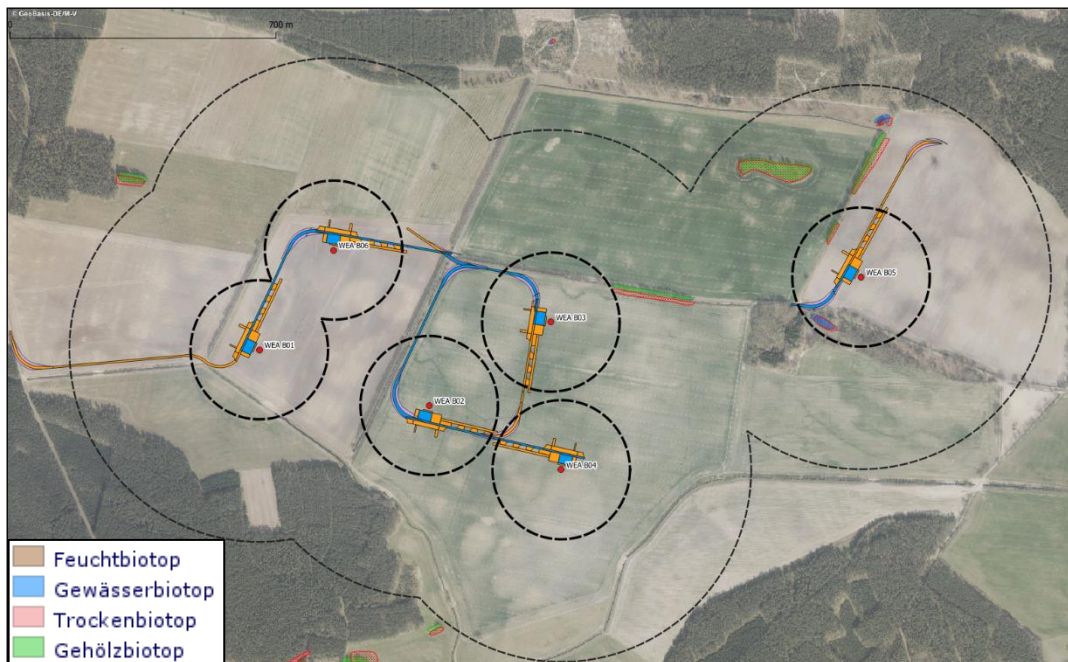 © GeoBasis-DE/M-V
0
700 m
WEA B06
WEA B05
WEA B03
WEA B01
WEA B02
WEA B04
Feuchtbiotop
Gewässerbiotop
Trockenbiotop
Gehölzbiotop